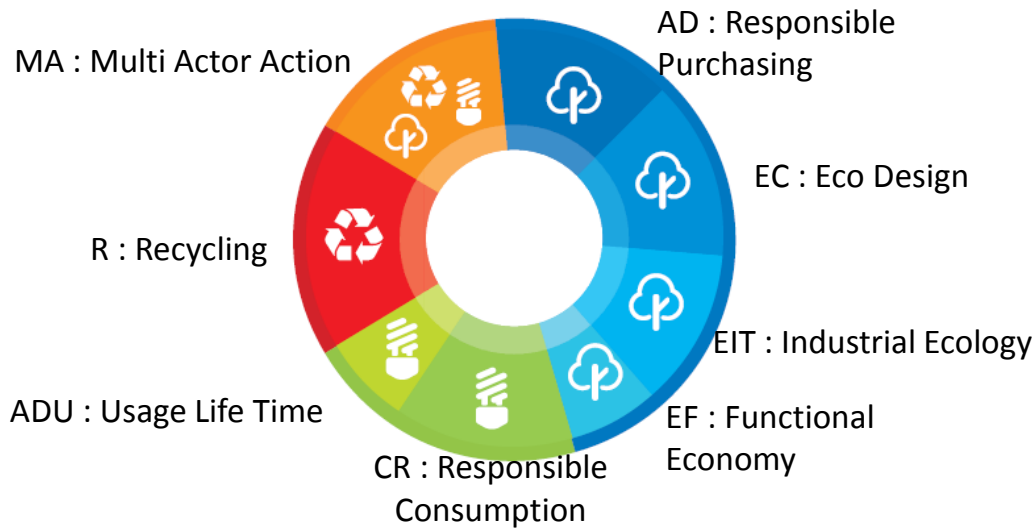 AD : Responsible
Purchasing
MA : Multi Actor Action
EC : Eco Design
R : Recycling
EIT : Industrial Ecology
ADU : Usage Life Time
EF : Functional
Economy
CR : Responsible
Consumption